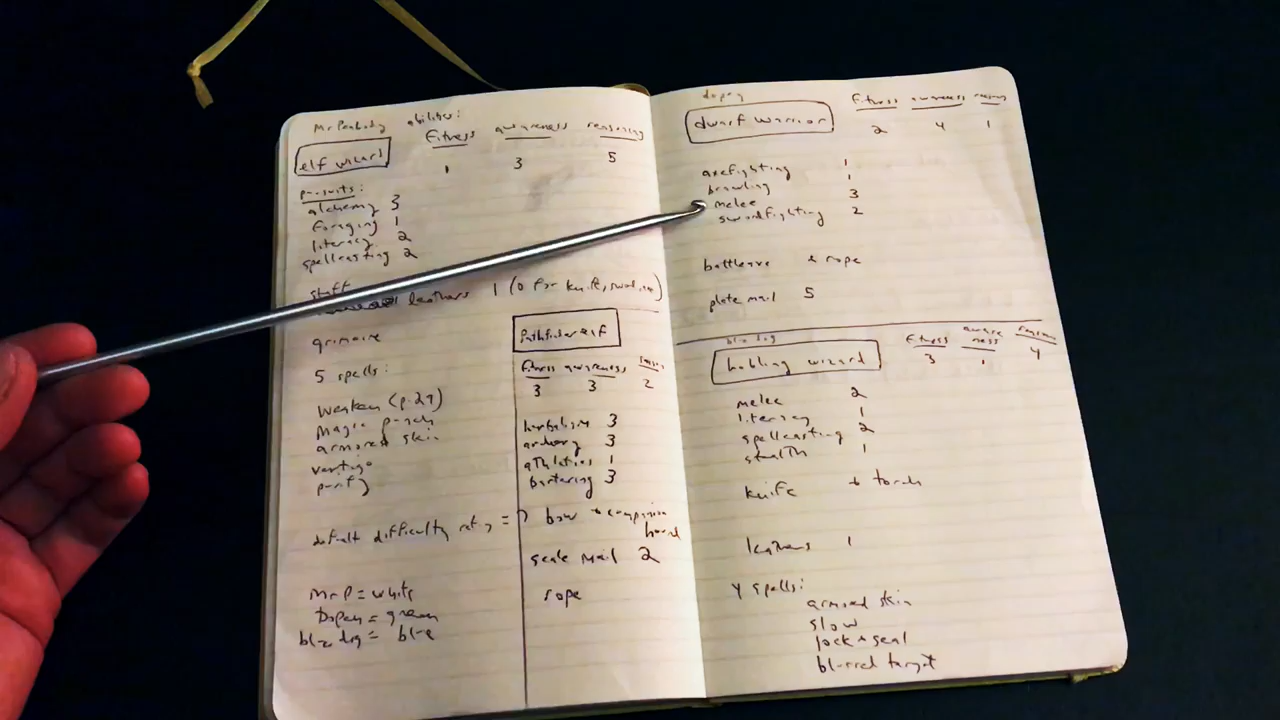 Mr Peabody abilities:
fitness awareness reasoning
elf wizard
1 3 5
pursuits:
alchemy 3
foraging 1
literacy 2
spellcasting 2
staff
leathers 1 (0 for knife, sword, axe)
grimoire
5 spells:
weaken (p.29)
magic punch
armored skin
vertigo
purify
default difficulty rating = 7
Mr P = white
Dopey = green
blue dog = blue
Pathfinder elf
fitness awareness
3 3 2
herbalism 3
archery 3
athletics 1
bartering 3
bow + companion
hound
scale mail 2
rope
dopey
dwarf warrior
fitness awareness reasoning
2 4 1
axefighting 1
brawling 1
melee 3
swordfighting 2
battleaxe + rope
plate mail 5
blue dog
halfling wizard
fitness awareness reasoning
3 1 4
melee 2
literacy 1
spellcasting 2
stealth 1
knife + torch
leathers 1
4 spells:
armored skin
slow
lock + seal
blurred target